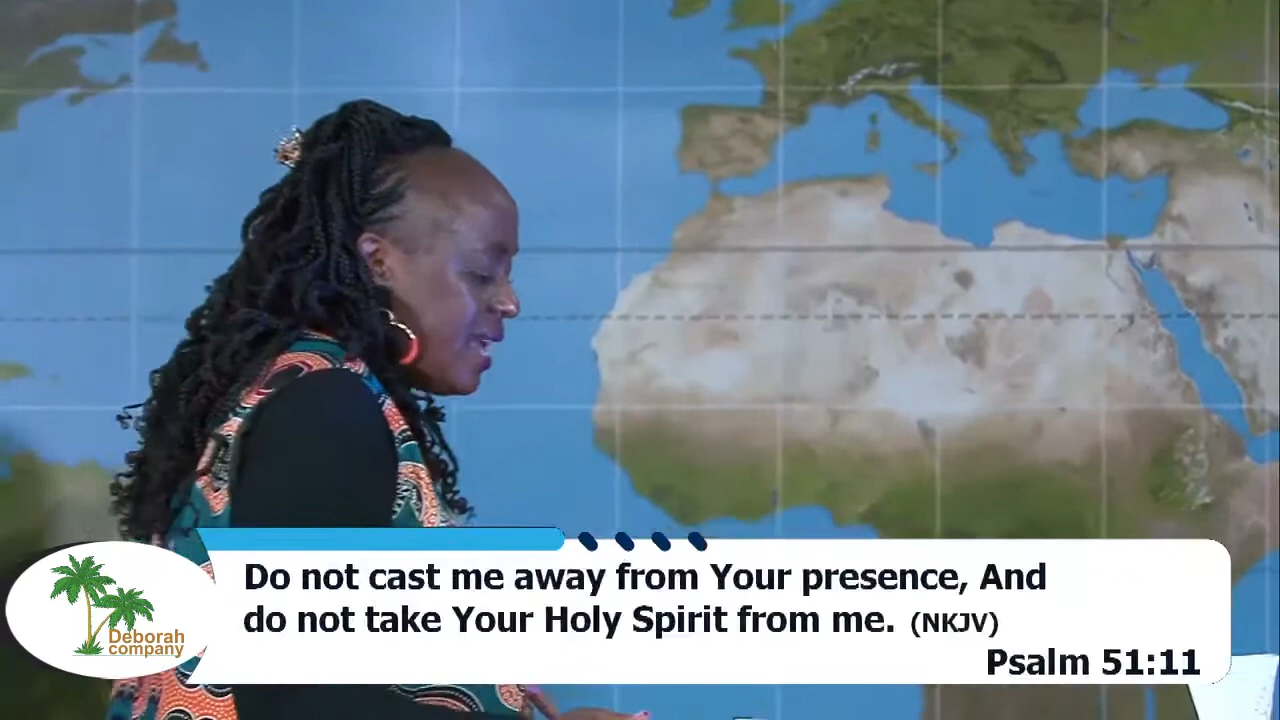 Do not cast me away from Your presence, And
do not take Your Holy Spirit from me. (NKJV)
Psalm 51:11
Deborah
company